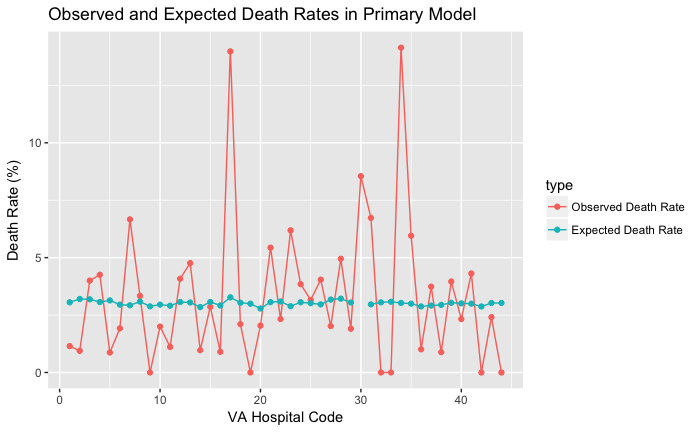 Observed and Expected Death Rates in Primary Model
Death Rate (%)
10
5
0
0
10
20
30
40
VA Hospital Code
type
Observed Death Rate
Expected Death Rate